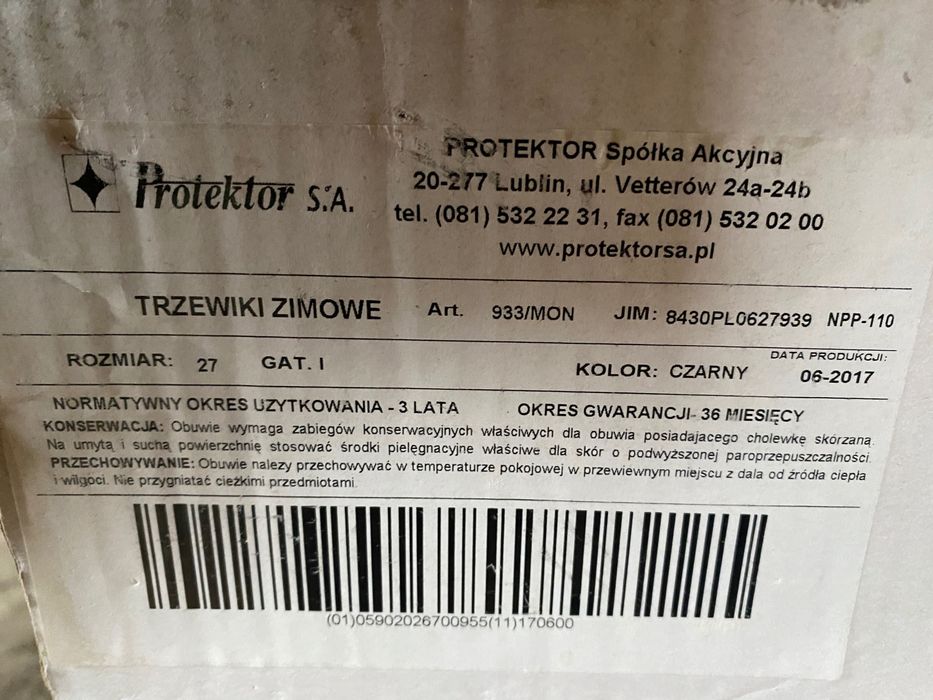 Protektor S.A.
PROTEKTOR Spółka Akcyjna
20-277 Lublin, ul. Vetterów 24a-24b
tel. (081) 532 22 31, fax (081) 532 02 00
www.protektorsa.pl
TRZEWIKI ZIMOWE Art. 933/MON JIM: 8430PL0627939 NPP-110
ROZMIAR: 27 GAT. I KOLOR: CZARNY
DATA PRODUKCJI:
06-2017
NORMATYWNY OKRES UZYTKOWANIA - 3 LATA OKRES GWARANCJI- 36 MIESIĘCY
KONSERWACJA: Obuwie wymaga zabiegów konserwacyjnych właściwych dla obuwia posiadajacego cholewkę skórzaną.
Na umytą i suchą powierzchnię stosować środki pielęgnacyjne właściwe dla skór o podwyższonej paroprzepuszczalności.
PRZECHOWYWANIE: Obuwie nalezy przechowywać w temperaturze pokojowej w przewiewnym miejscu z dala od źródła ciepła
i wilgoci. Nie przygniatać cieżkimi przedmiotami.
(01)05902026700955(11)170600